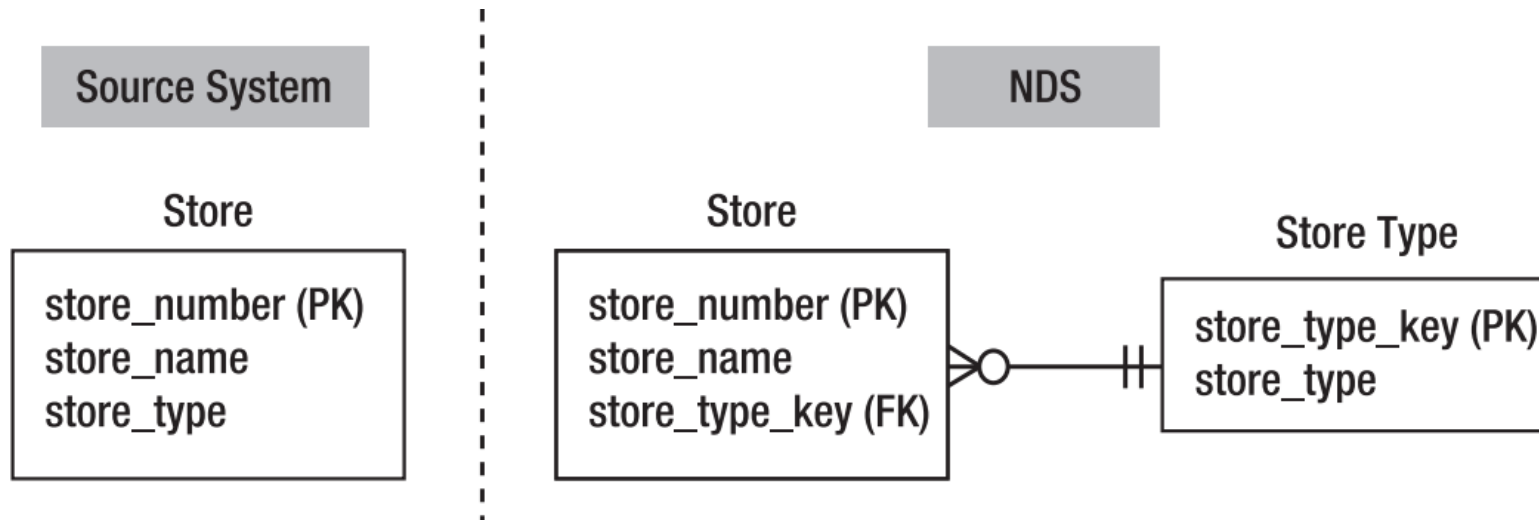 Source System
NDS
Store
store_number (PK)
store_name
store_type
Store
store_number (PK)
store_name
store_type_key (FK)
Store Type
store_type_key (PK)
store_type